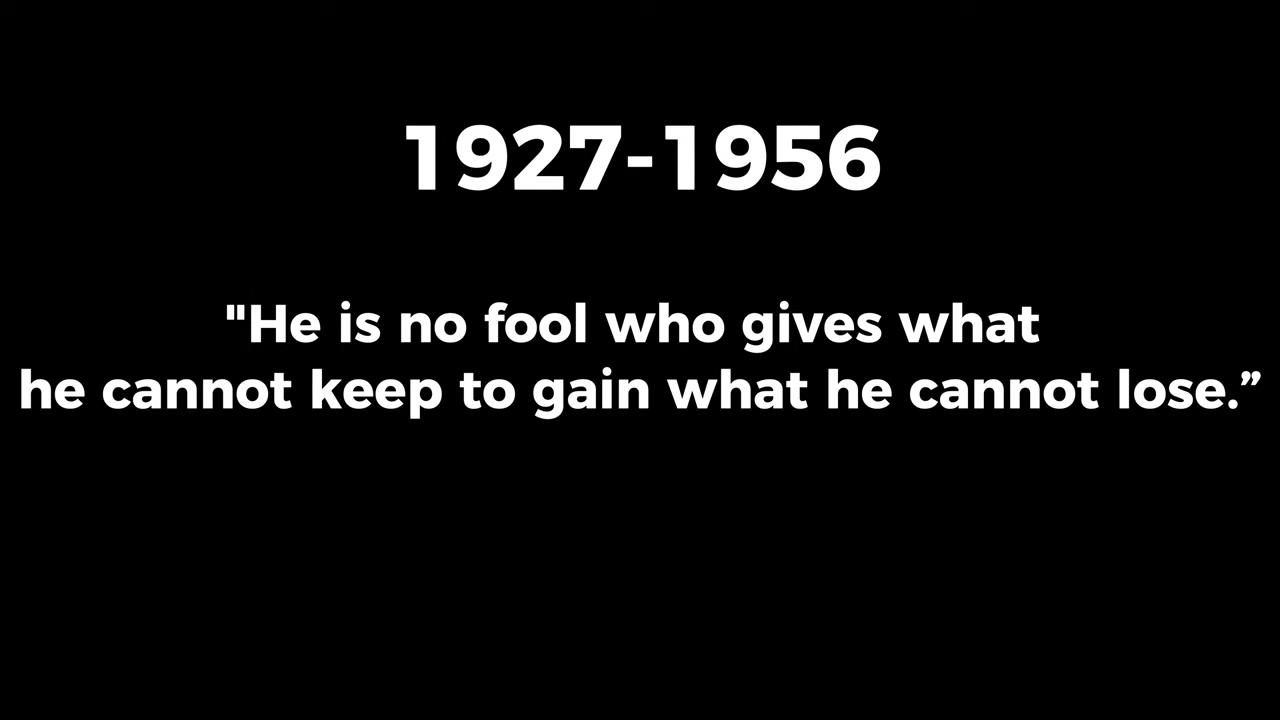 1927-1956
"He is no fool who gives what
he cannot keep to gain what he cannot lose.”